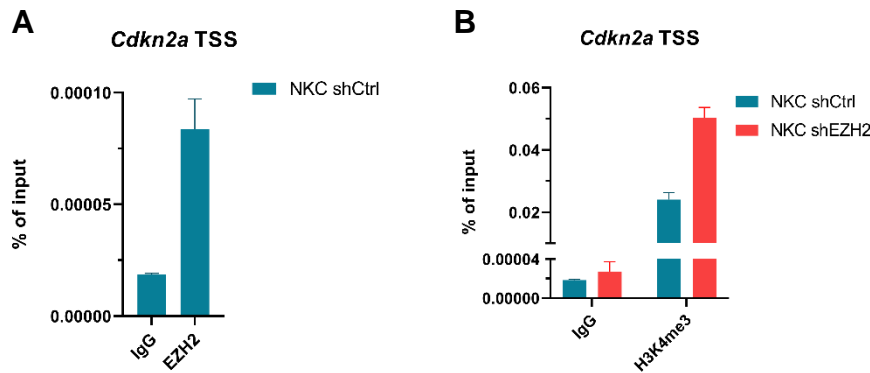 A
Cdkn2a TSS
NKC shCtrl
% of input
0.00010
0.00005
0.00000
IgG
EZH2
B
Cdkn2a TSS
NKC shCtrl
NKC shEZH2
% of input
0.06
0.04
0.02
0.00004
0.00000
IgG
H3K4me3